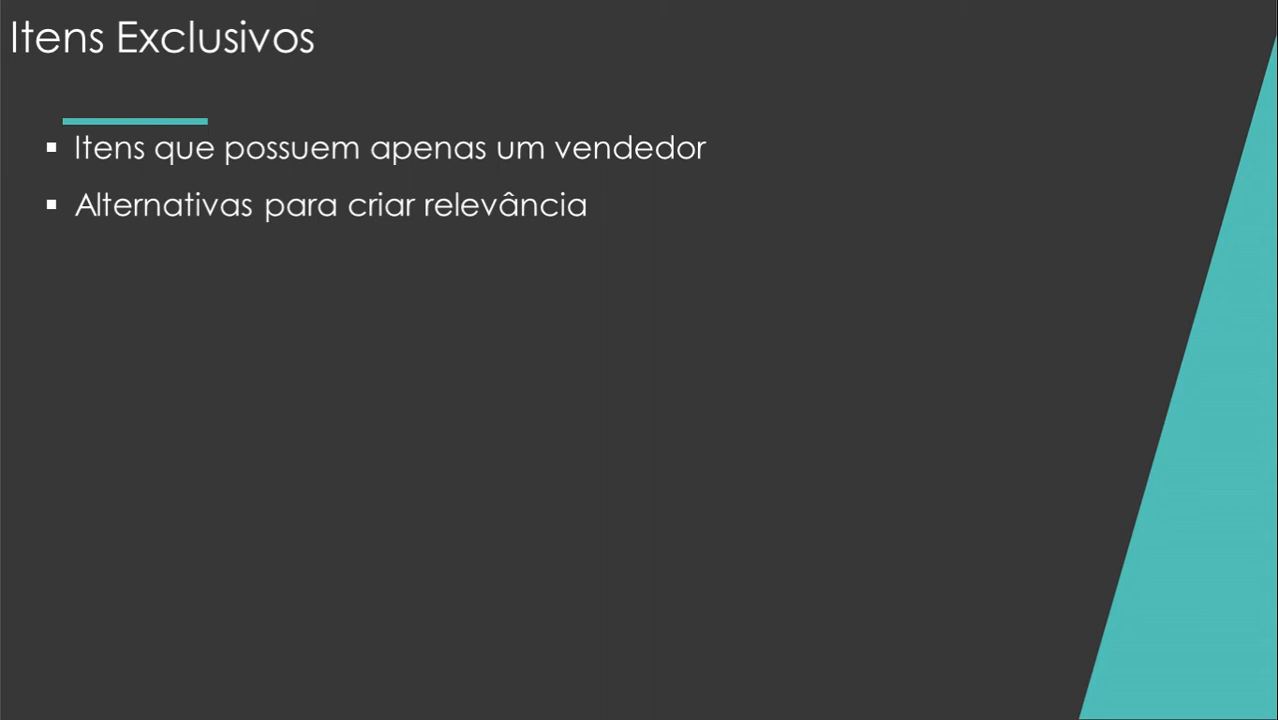 Itens Exclusivos
▪ Itens que possuem apenas um vendedor
▪ Alternativas para criar relevância